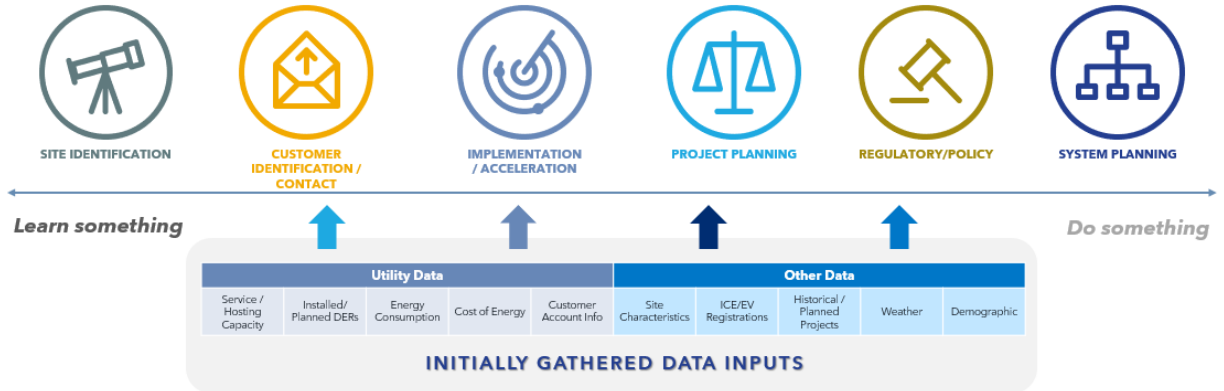 SITE IDENTIFICATION
CUSTOMER
IDENTIFICATION /
CONTACT
IMPLEMENTATION
/ ACCELERATION
PROJECT PLANNING
REGULATORY/POLICY
SYSTEM PLANNING
Learn something
Do something
Utility Data
Other Data
Service /
Hosting
Capacity
Installed/
Planned DERs
Energy
Consumption
Cost of Energy
Customer
Account Info
Site
Characteristics
ICE/EV
Registrations
Historical /
Planned
Projects
Weather
Demographic
INITIALLY GATHERED DATA INPUTS